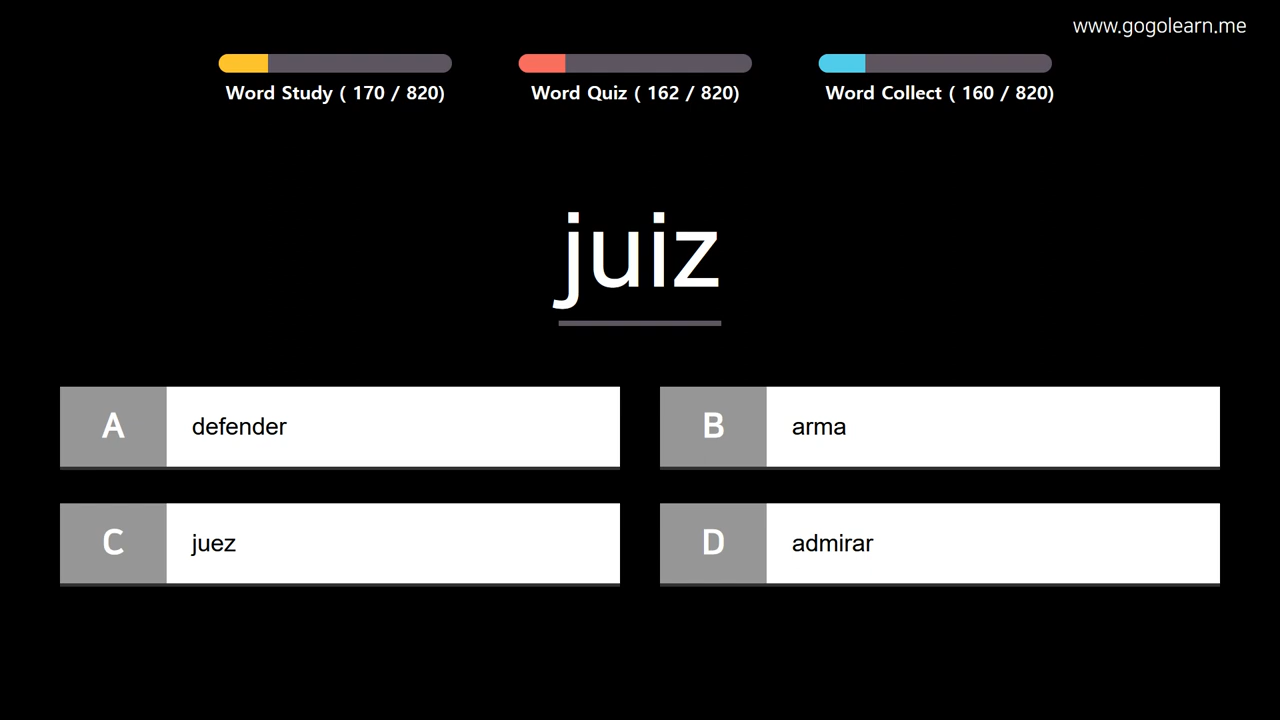 www.gogolearn.me
Word Study ( 170 / 820)
Word Quiz ( 162 / 820)
Word Collect ( 160 / 820)
juiz
A defender
B arma
C juez
D admirar